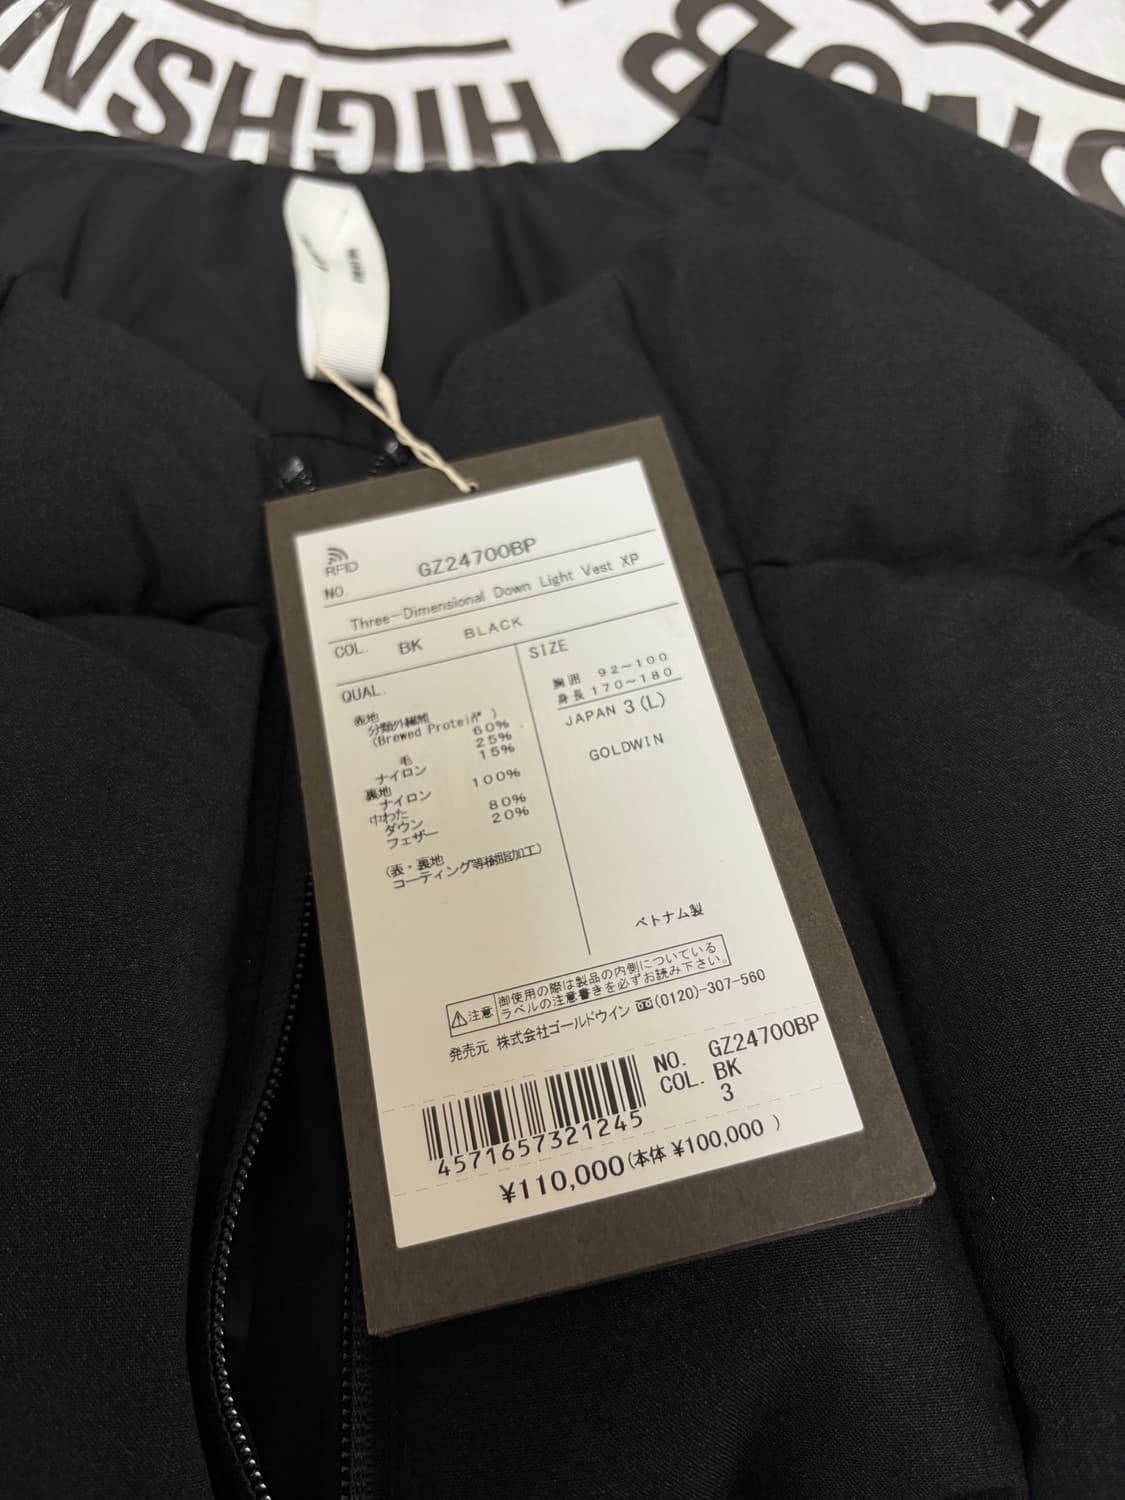 HIGHSN
RFID
NO.
GZ24700BP
Three-Dimensional Down Light Vest XP
COL. BK BLACK
QUAL.
表地
分類外繊維
(Brewed Protein® )
60%
毛 25%
ナイロン 15%
裏地
ナイロン 100%
中わた
ダウン 80%
フェザー 20%
(表・裏地
コーティング等樹脂加工)
SIZE
胸囲 92~100
身長 170~180
JAPAN 3(L)
GOLDWIN
ベトナム製
注意
御使用の際は製品の内側についている
ラベルの注意書きを必ずお読み下さい。
発売元 株式会社ゴールドウイン (0120)-307-560
NO. GZ24700BP
COL. BK
3
4571657321245
¥110,000(本体 ¥100,000 )